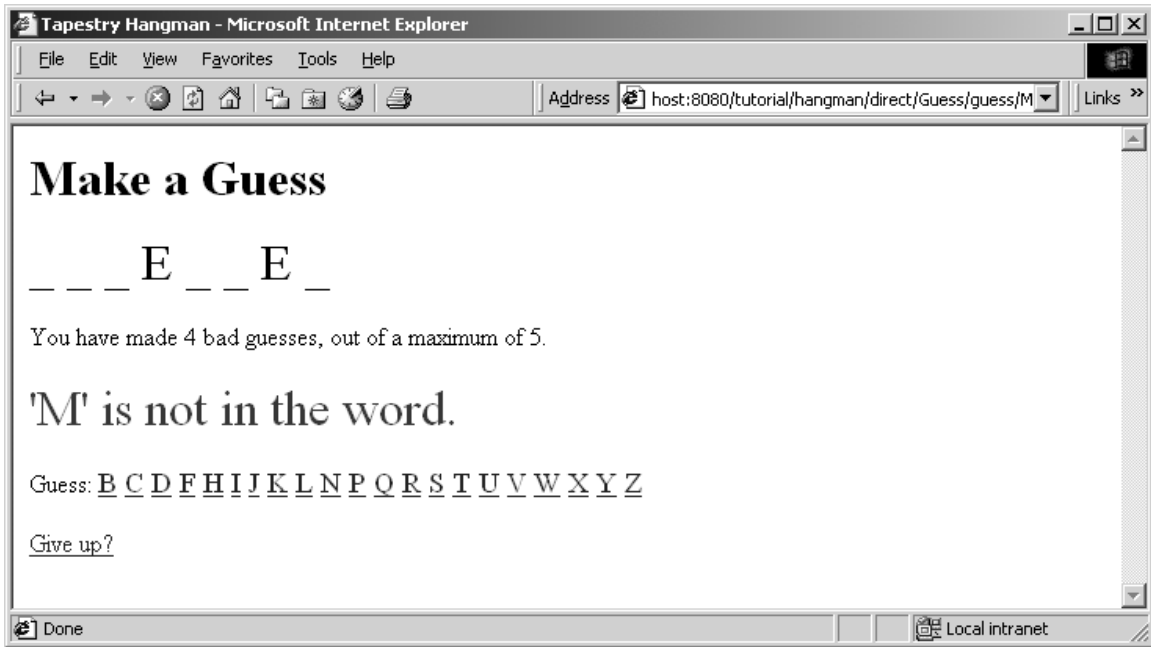 Tapestry Hangman - Microsoft Internet Explorer
File Edit View Favorites Tools Help
Address host:8080/tutorial/hangman/direct/Guess/guess/M Links »
Make a Guess
_ _ _ E _ _ E _
You have made 4 bad guesses, out of a maximum of 5.
'M' is not in the word.
Guess: B C D F H I J K L N P Q R S T U V W X Y Z
Give up?
Done Local intranet